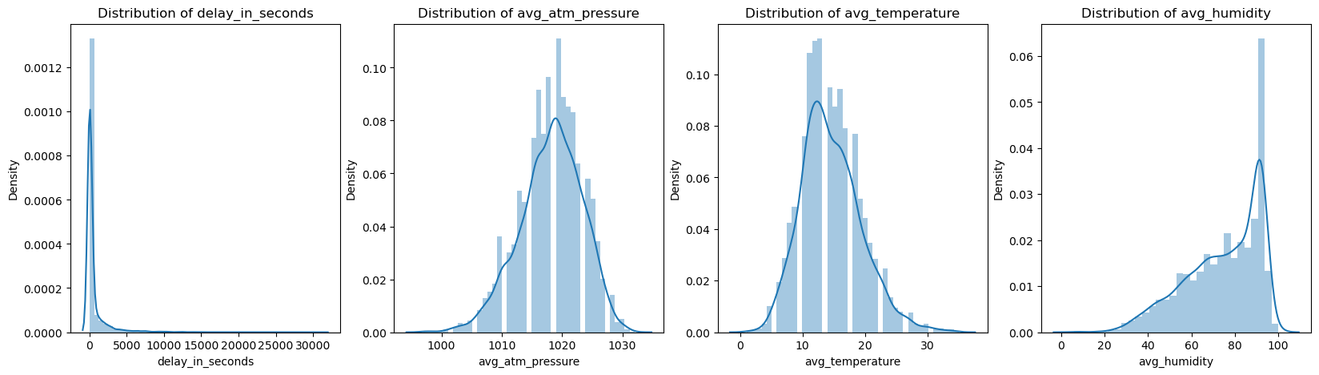 Distribution of delay_in_seconds
0.0012
0.0010
0.0008
0.0006
0.0004
0.0002
0.0000
Density
0 5000 10000 15000 20000 25000 30000
delay_in_seconds
Distribution of avg_atm_pressure
0.10
0.08
0.06
0.04
0.02
0.00
Density
1000 1010 1020 1030
avg_atm_pressure
Distribution of avg_temperature
0.10
0.08
0.06
0.04
0.02
0.00
Density
0 10 20 30
avg_temperature
Distribution of avg_humidity
0.06
0.05
0.04
0.03
0.02
0.01
0.00
Density
0 20 40 60 80 100
avg_humidity